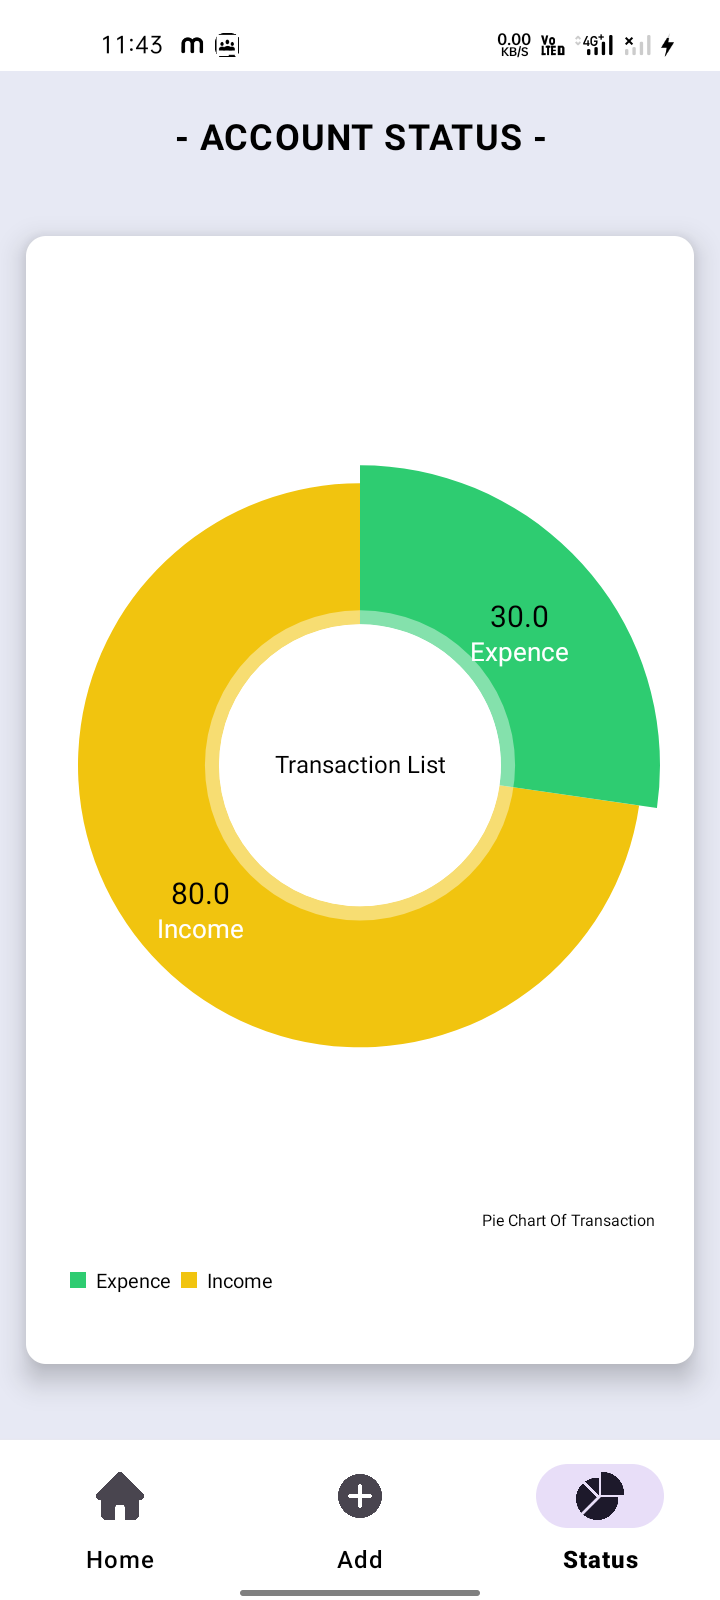 11:43 m 0.00 KB/S Vo LTE 4G+
- ACCOUNT STATUS -
30.0
Expence
Transaction List
80.0
Income
Pie Chart Of Transaction
Expence Income
Home Add Status